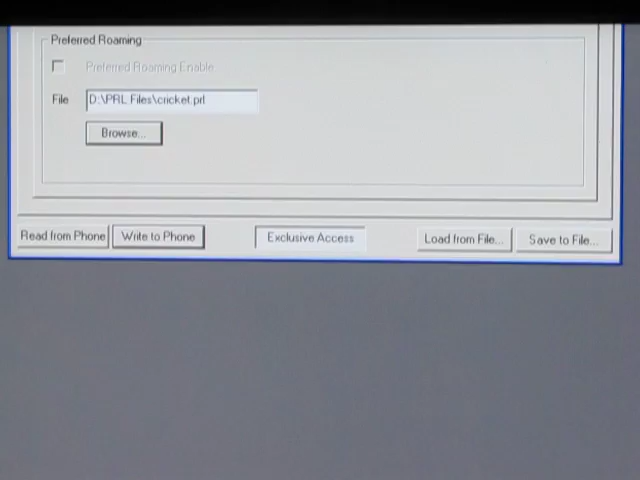 Preferred Roaming
Preferred Roaming Enable
File D:\PRL Files\cricket.prl
Browse...
Read from Phone Write to Phone Exclusive Access Load from File... Save to File...